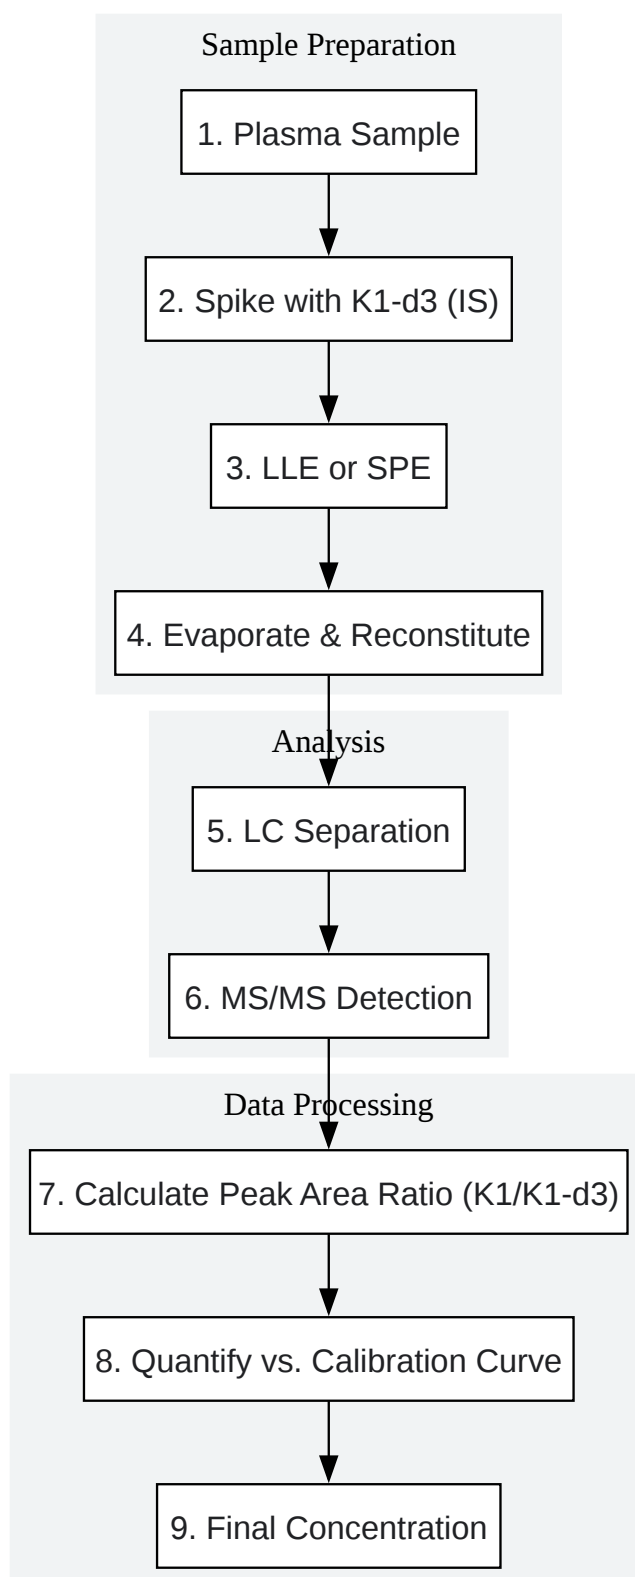 Sample Preparation
1. Plasma Sample
2. Spike with K1-d3 (IS)
3. LLE or SPE
4. Evaporate & Reconstitute
Analysis
5. LC Separation
6. MS/MS Detection
Data Processing
7. Calculate Peak Area Ratio (K1/K1-d3)
8. Quantify vs. Calibration Curve
9. Final Concentration